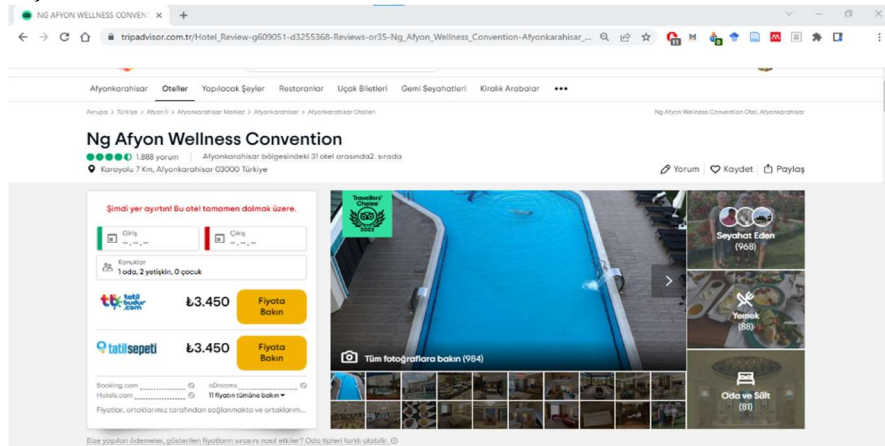 NG AFYON WELLNESS CONVENT
tripadvisor.com.tr/Hotel_Review-g609051-d3255368-Reviews-or35-Ng_Afyon_Wellness_Convention-Afyonkarahisar_...
Afyonkarahisar Oteller Yapılacak Şeyler Restoranlar Uçak Biletleri Gemi Seyahatleri Kiralık Arabalar •••
Avrupa > Türkiye > Afyon İli > Afyonkarahisar Merkez > Afyonkarahisar > Afyonkarahisar Otelleri
Ng Afyon Wellness Convention Otel, Afyonkarahisar
Ng Afyon Wellness Convention
1.888 yorum Afyonkarahisar bölgesindeki 31 otel arasında2. sırada
Karayolu 7 Km, Afyonkarahisar 03000 Türkiye
Yorum Kaydet Paylaş
Şimdi yer ayırtın! Bu otel tamamen dolmak üzere.
Giriş
_._._
Çıkış
_._._
Konuklar
1 oda, 2 yetişkin, 0 çocuk
tb tatil budur .com
₺3.450
Fiyata Bakın
tatilsepeti
₺3.450
Fiyata Bakın
Booking.com eDreams
Hotels.com 11 fiyatın tümüne bakın
Fiyatlar, ortaklarımız tarafından sağlanmakta ve ortaklarım...
Travellers' Choice
2022
Tüm fotoğraflara bakın (984)
Seyahat Eden
(968)
Yemek
(88)
Oda ve Süit
(81)
Bize yapılan ödemeler, gösterilen fiyatların sırasını nasıl etkiler? Oda tipleri farklı olabilir.